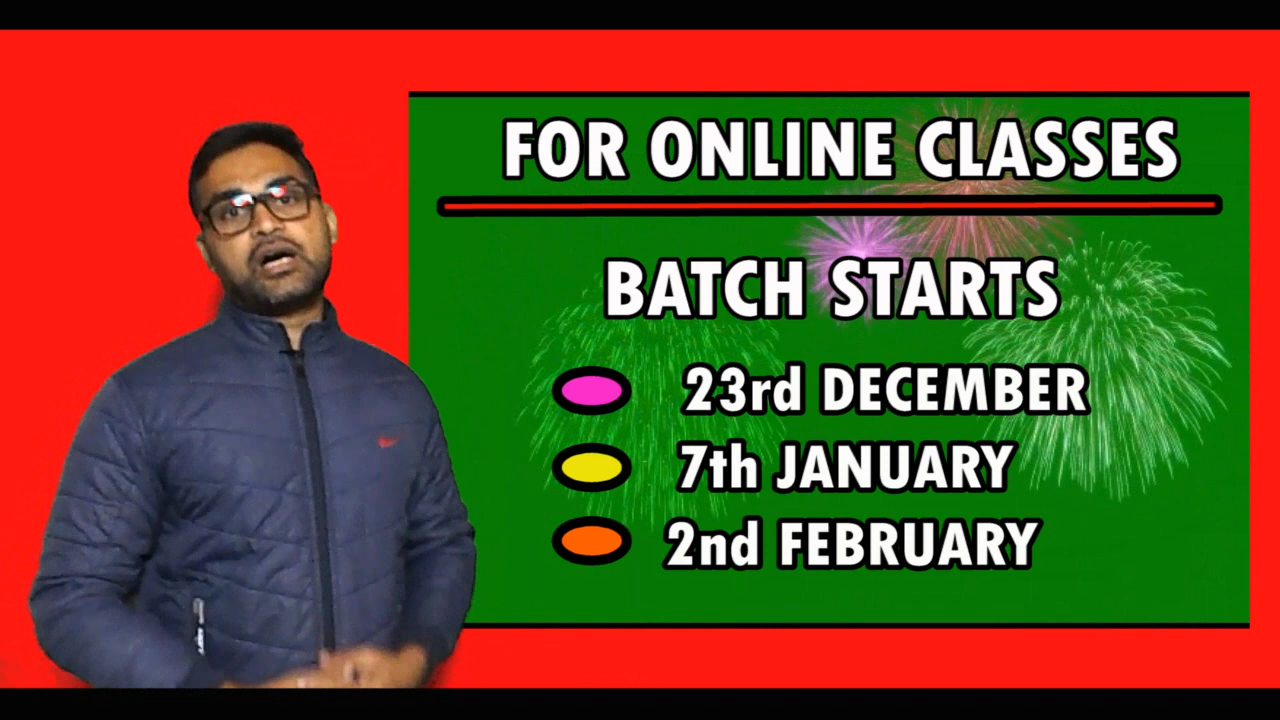 FOR ONLINE CLASSES
BATCH STARTS
23rd DECEMBER
7th JANUARY
2nd FEBRUARY